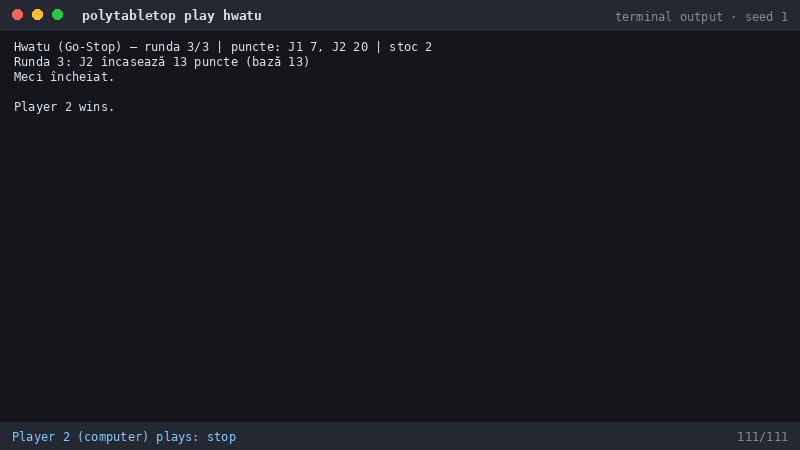 polytabletop play hwatu
terminal output · seed 1
Hwatu (Go-Stop) — runda 3/3 | puncte: J1 7, J2 20 | stoc 2
Runda 3: J2 încasează 13 puncte (bază 13)
Meci încheiat.
Player 2 wins.
Player 2 (computer) plays: stop
111/111